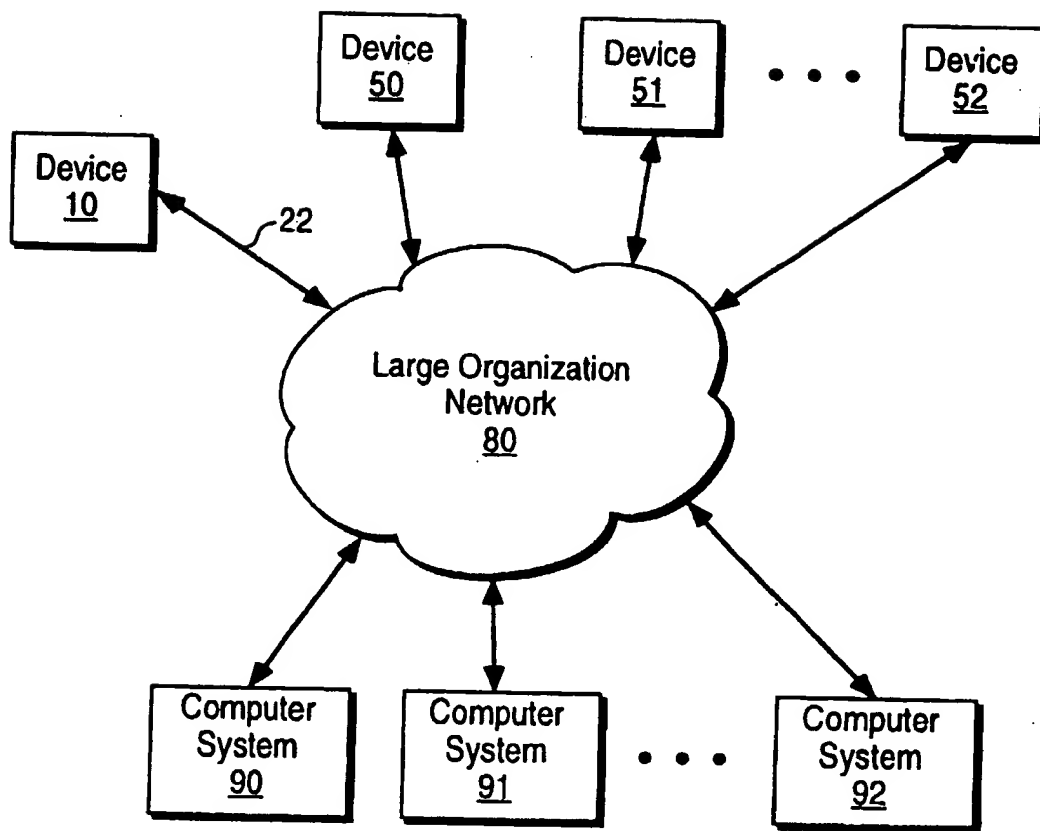 Device
50
Device
51
Device
52
Device
10
22
Large Organization
Network
80
Computer
System
90
Computer
System
91
Computer
System
92